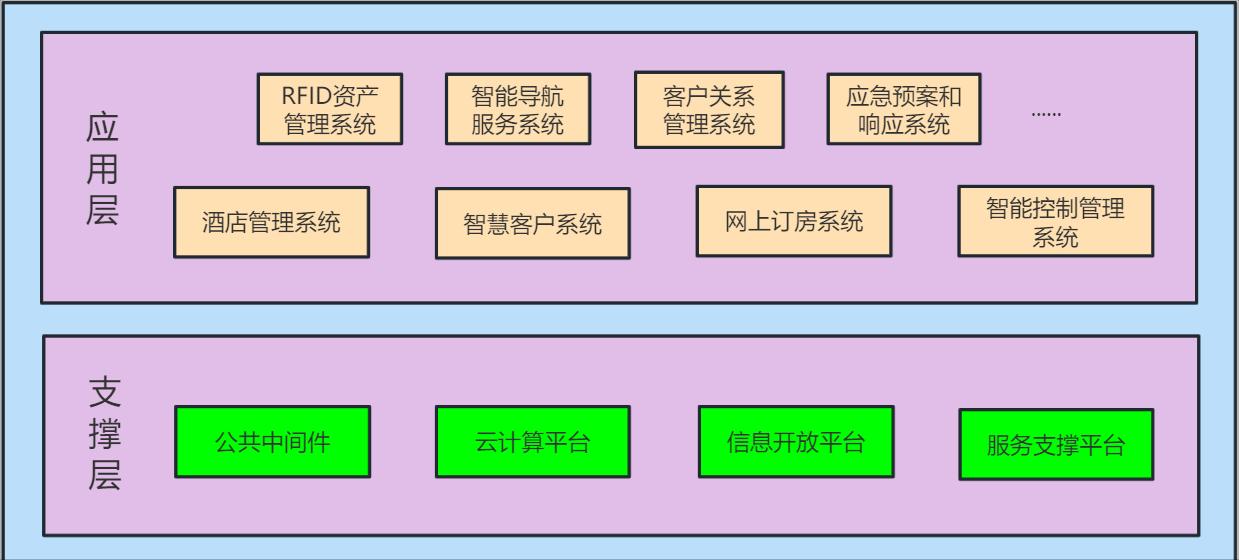 应用层
RFID资产
管理系统
智能导航
服务系统
客户关系
管理系统
应急预案和
响应系统
......
酒店管理系统
智慧客户系统
网上订房系统
智能控制管理
系统
支撑层
公共中间件
云计算平台
信息开放平台
服务支撑平台